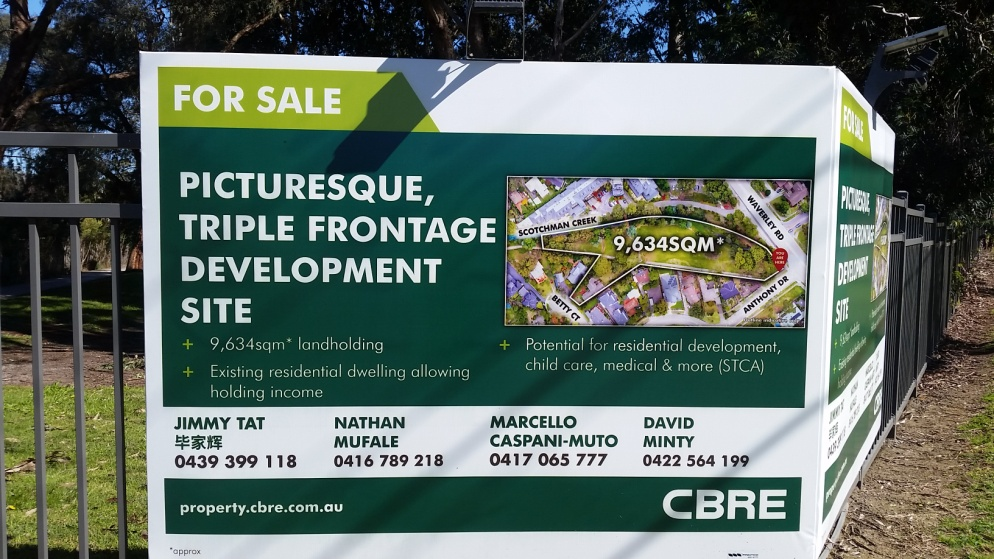 FOR SALE
PICTURESQUE,
TRIPLE FRONTAGE
DEVELOPMENT
SITE
SCOTCHMAN CREEK
WAVERLEY RD
9,634SQM*
YOU ARE HERE
BETTY CT
ANTHONY DR
+ 9,634sqm* landholding
+ Existing residential dwelling allowing
holding income
+ Potential for residential development,
child care, medical & more (STCA)
JIMMY TAT
毕家辉
0439 399 118
NATHAN
MUFALE
0416 789 218
MARCELLO
CASPANI-MUTO
0417 065 777
DAVID
MINTY
0422 564 199
property.cbre.com.au
CBRE
*approx
FOR SALE
PICTURESQUE,
TRIPLE FRONTAGE
DEVELOPMENT
SITE